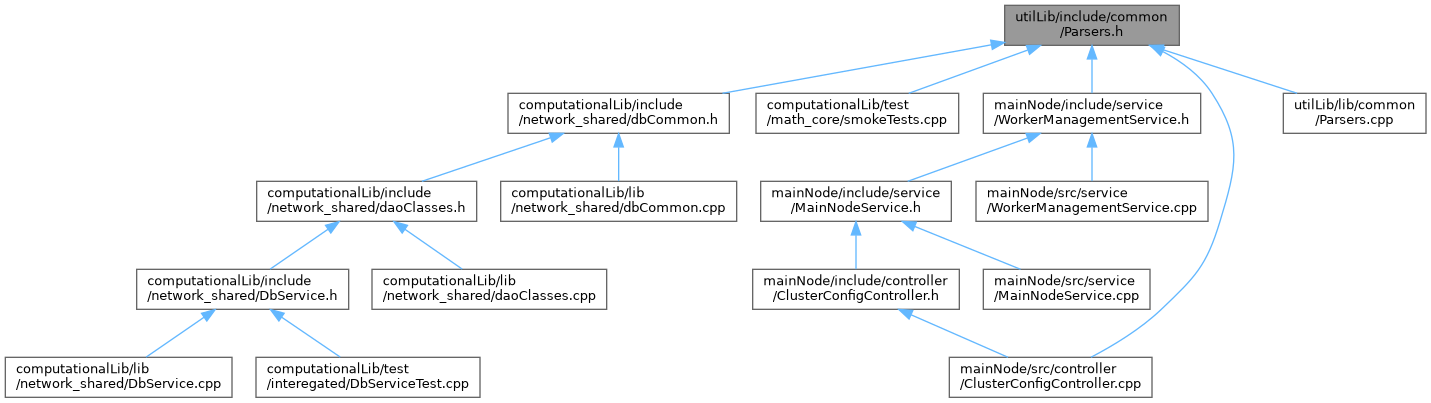 utilLib/include/common
/Parsers.h
computationalLib/include
/network_shared/dbCommon.h
computationalLib/test
/math_core/smokeTests.cpp
mainNode/include/service
/WorkerManagementService.h
utilLib/lib/common
/Parsers.cpp
computationalLib/include
/network_shared/daoClasses.h
computationalLib/lib
/network_shared/dbCommon.cpp
mainNode/include/service
/MainNodeService.h
mainNode/src/service
/WorkerManagementService.cpp
computationalLib/include
/network_shared/DbService.h
computationalLib/lib
/network_shared/daoClasses.cpp
mainNode/include/controller
/ClusterConfigController.h
mainNode/src/service
/MainNodeService.cpp
computationalLib/lib
/network_shared/DbService.cpp
computationalLib/test
/interegated/DbServiceTest.cpp
mainNode/src/controller
/ClusterConfigController.cpp